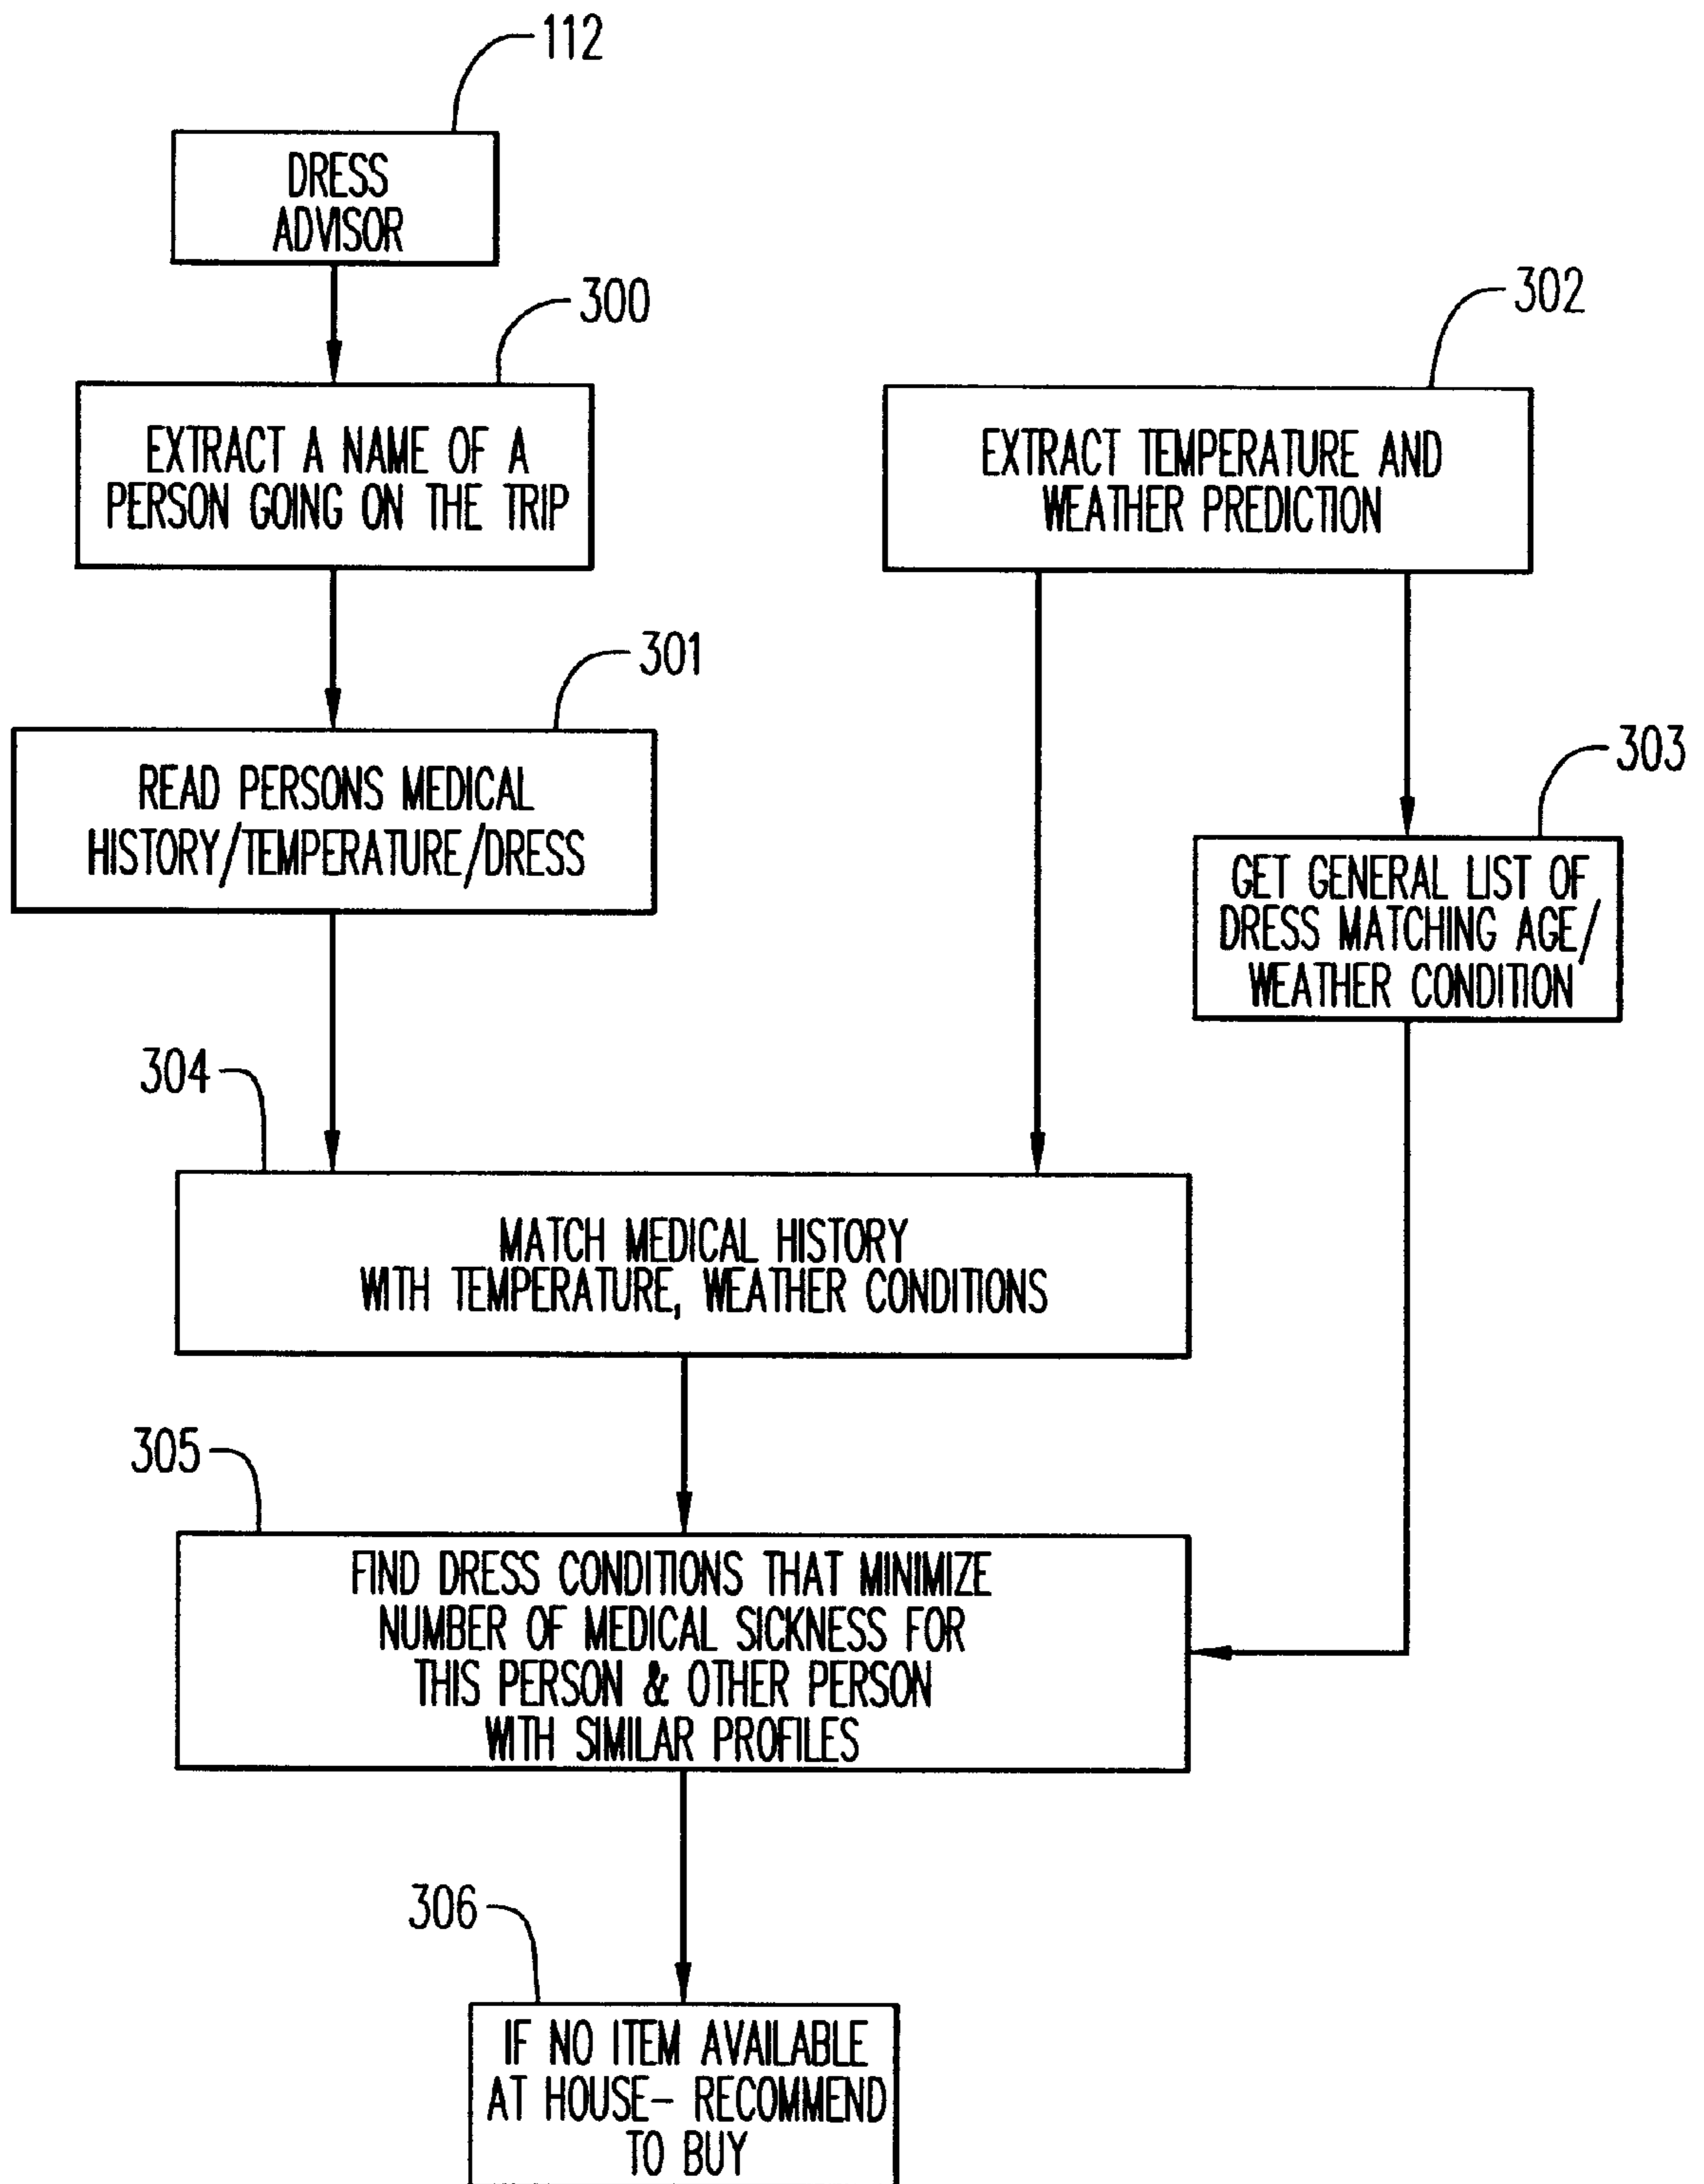 112
DRESS
ADVISOR
300
EXTRACT A NAME OF A
PERSON GOING ON THE TRIP
302
EXTRACT TEMPERATURE AND
WEATHER PREDICTION
301
READ PERSONS MEDICAL
HISTORY/TEMPERATURE/DRESS
303
GET GENERAL LIST OF
DRESS MATCHING AGE/
WEATHER CONDITION
304
MATCH MEDICAL HISTORY
WITH TEMPERATURE, WEATHER CONDITIONS
305
FIND DRESS CONDITIONS THAT MINIMIZE
NUMBER OF MEDICAL SICKNESS FOR
THIS PERSON & OTHER PERSON
WITH SIMILAR PROFILES
306
IF NO ITEM AVAILABLE
AT HOUSE- RECOMMEND
TO BUY